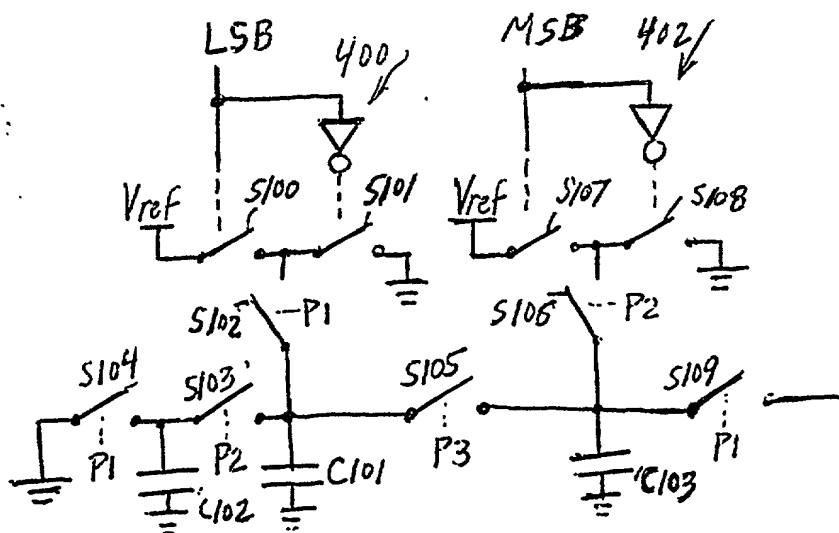 LSB
400
MSB
402
Vref
S100
S101
Vref
S107
S108
S102
P1
S106
P2
S104
S103
S105
S109
P1
P2
P3
P1
C102
C101
C103